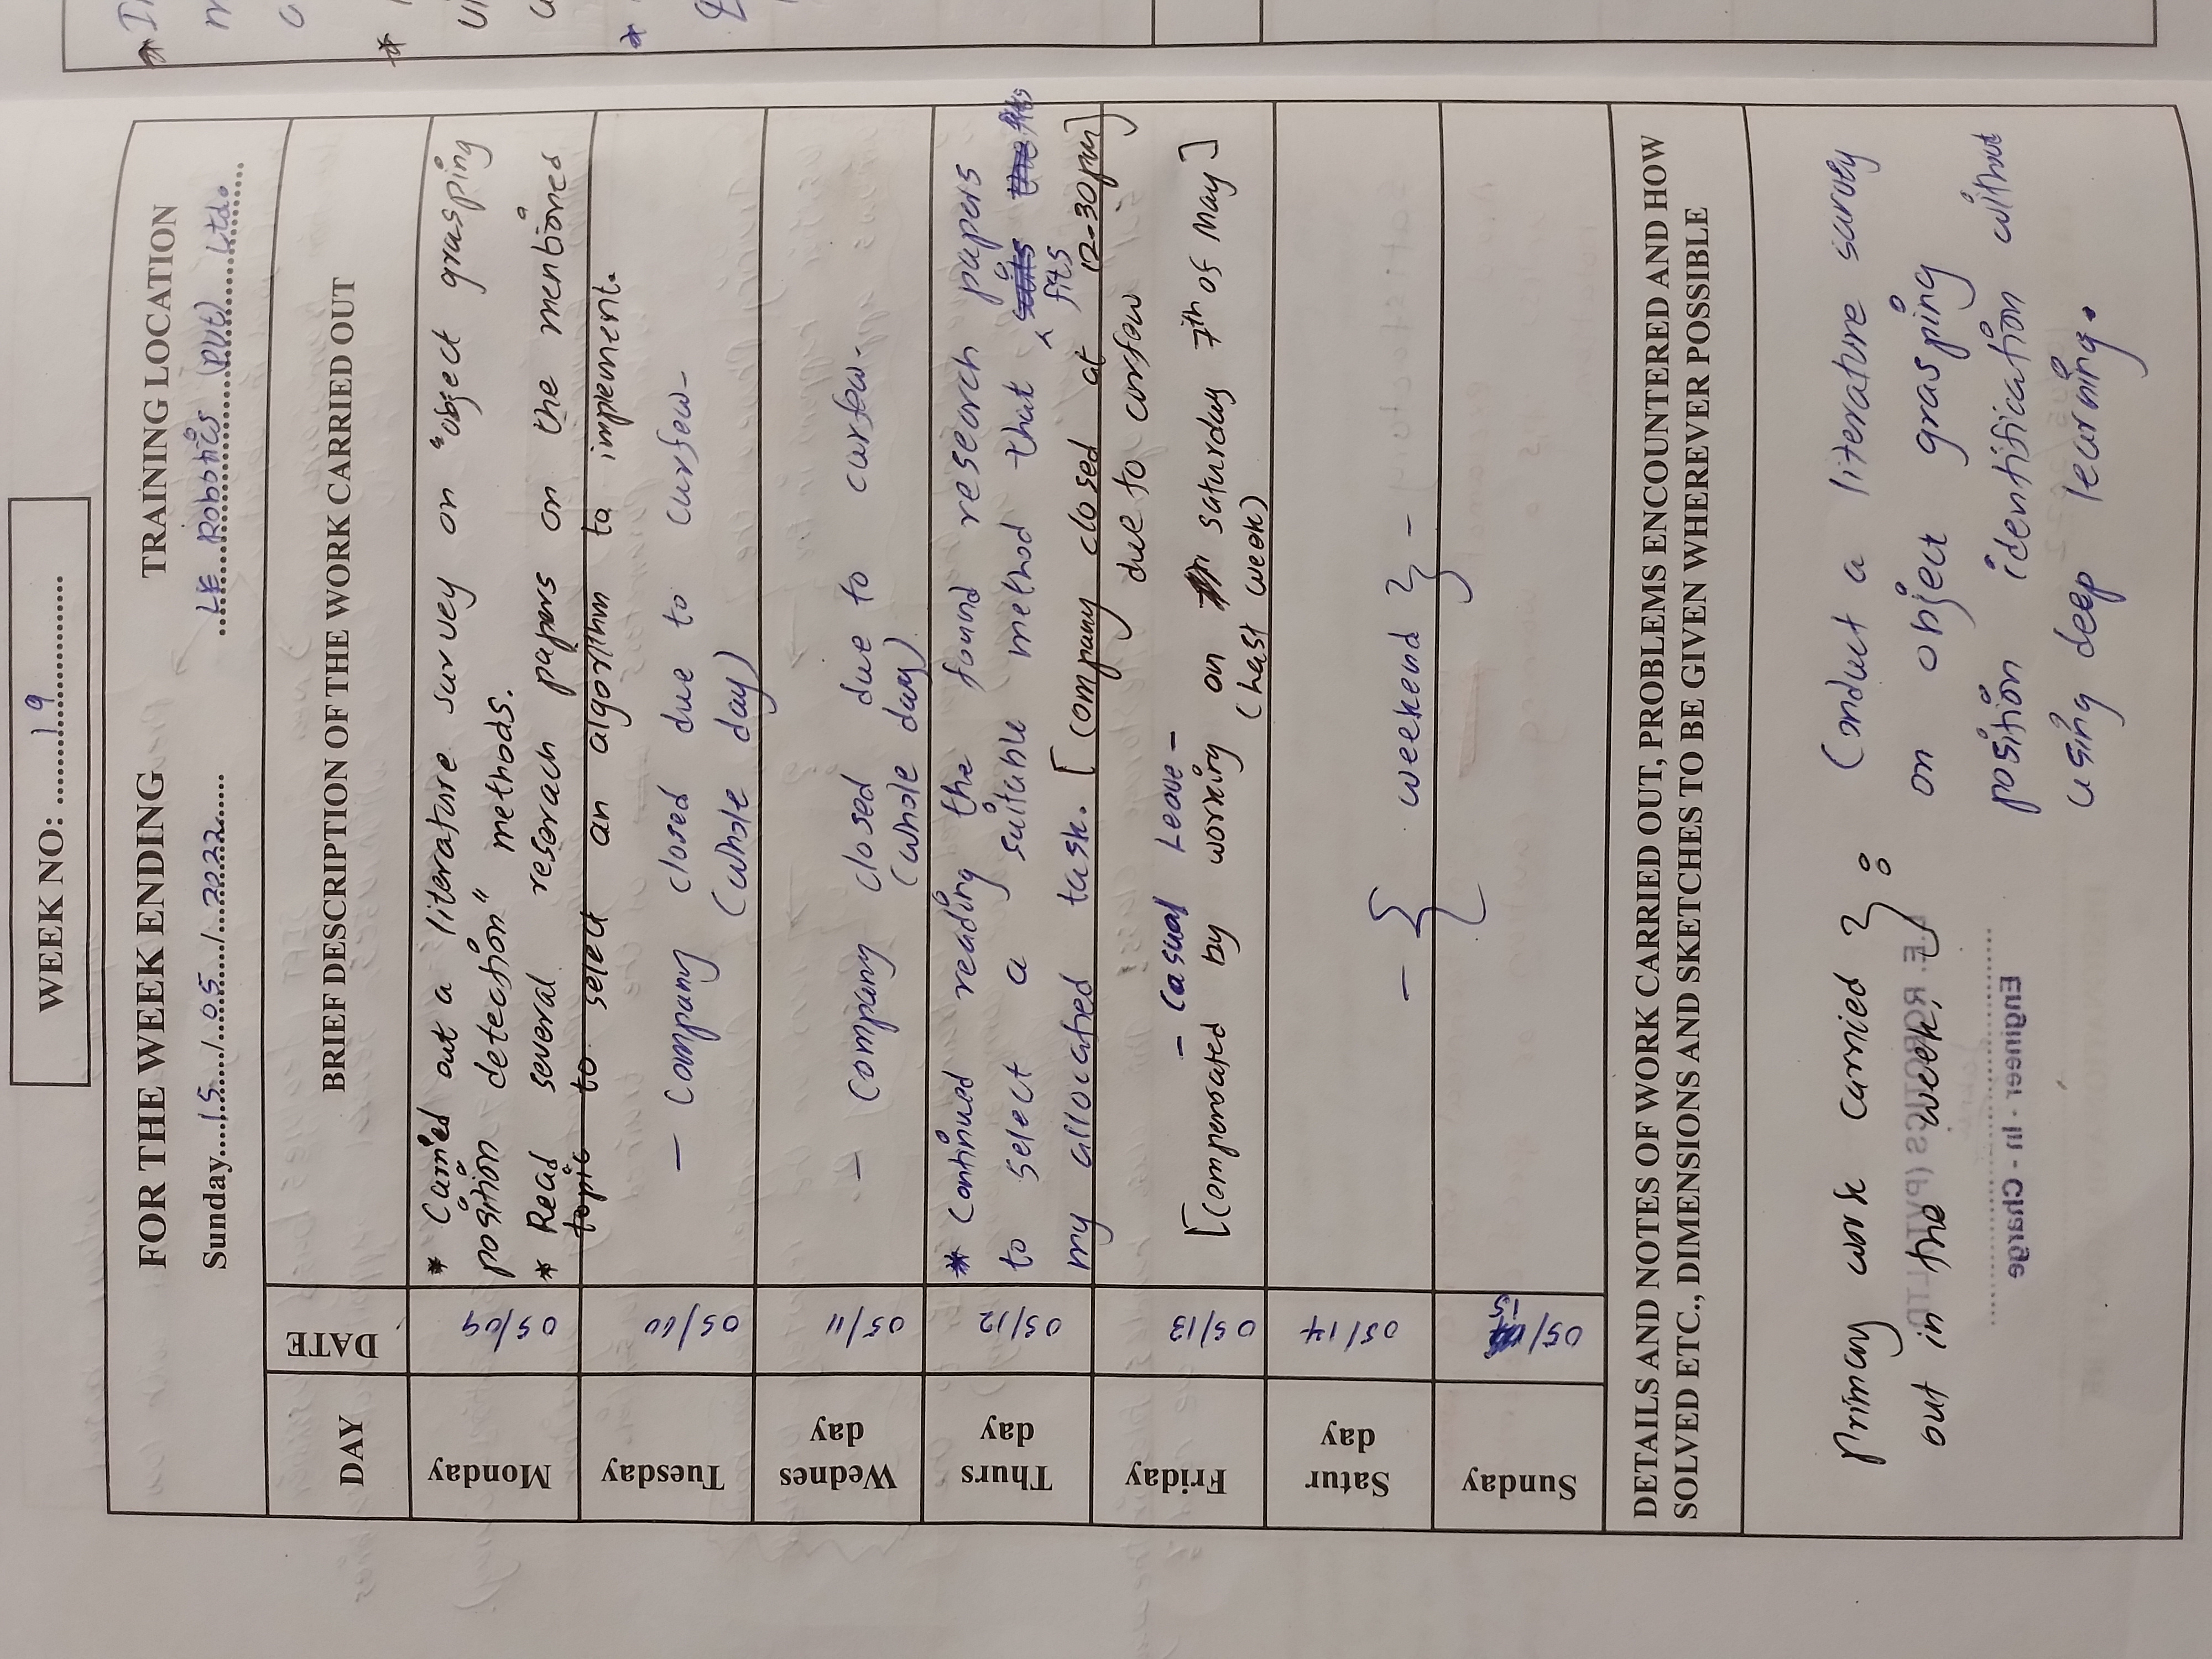 WEEK NO: 19
FOR THE WEEK ENDING
TRAINING LOCATION
Sunday....15..../..05..../...2022......
LE Robotics (PVt) Ltd.
DAY
DATE
BRIEF DESCRIPTION OF THE WORK CARRIED OUT
Monday
05/09
* Carried out a literature survey on "object grasping
position detection" methods.
* Read several reserach papers on the mentioned
topic to select an algorithm to implement.
Tuesday
05/10
- Company closed due to curfew-
(whole day)
Wednes
day
05/11
- Company closed due to curfew-
(whole day)
Thurs
day
05/12
* Continued reading the found research papers
to select a suitable method that suits the fits
fits
my allocated task. [company closed at 12-30pm]
due to curfew
Friday
05/13
- Casual Leave -
[Compensated by working on saturday 7th of May]
(Last week)
Satur
day
05/14
- { weekend } -
Sunday
05/15
DETAILS AND NOTES OF WORK CARRIED OUT, PROBLEMS ENCOUNTERED AND HOW
SOLVED ETC., DIMENSIONS AND SKETCHES TO BE GIVEN WHEREVER POSSIBLE
Primary work carried
out in the week. } :
Conduct a literature survey
on object grasping
position identification without
using deep learning.
L.E. ROBOTICS (PVT) LTD
Engineer - In - Charge